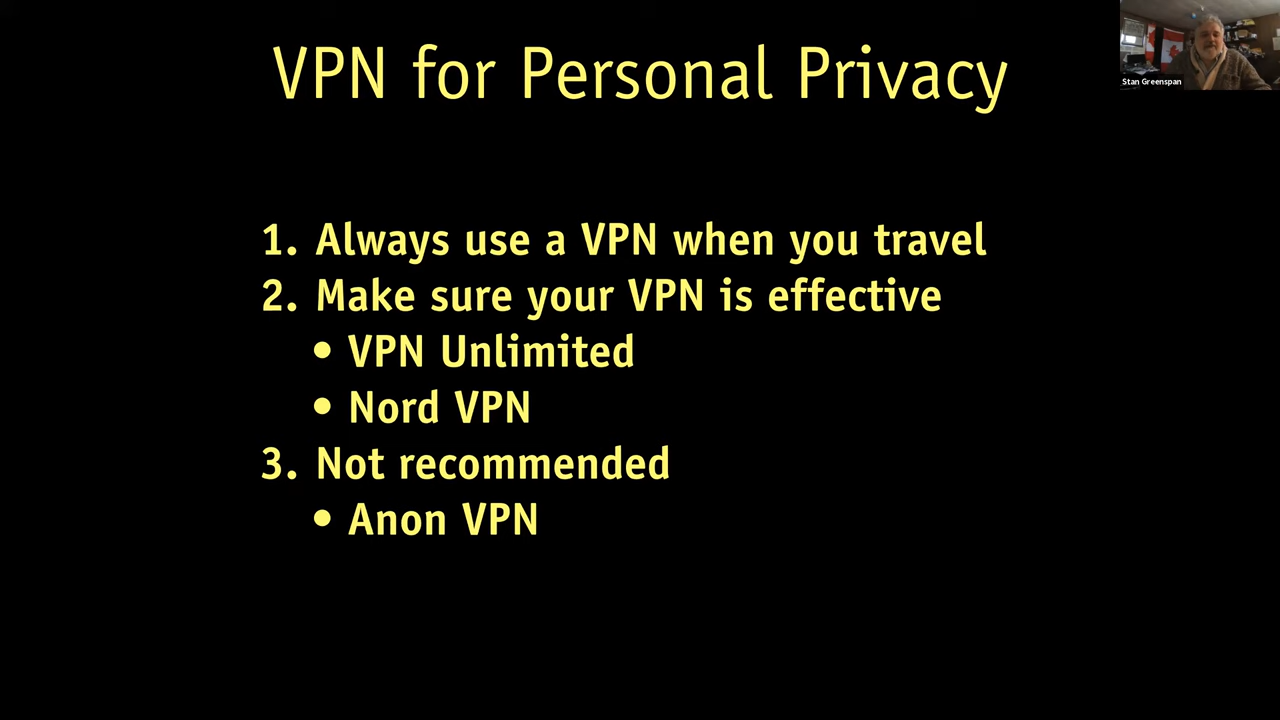 VPN for Personal Privacy
Stan Greenspan
1. Always use a VPN when you travel
2. Make sure your VPN is effective
• VPN Unlimited
• Nord VPN
3. Not recommended
• Anon VPN